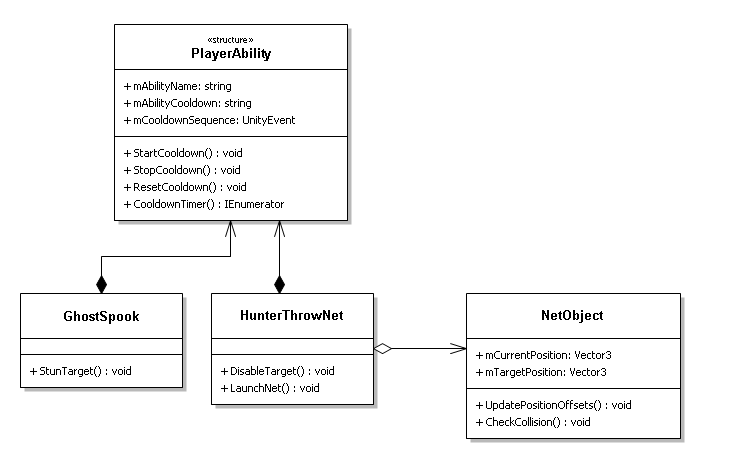 «structure»
PlayerAbility
+ mAbilityName: string
+ mAbilityCooldown: string
+ mCooldownSequence: UnityEvent
+ StartCooldown() : void
+ StopCooldown() : void
+ ResetCooldown() : void
+ CooldownTimer() : IEnumerator
GhostSpook
+ StunTarget() : void
HunterThrowNet
+ DisableTarget() : void
+ LaunchNet() : void
NetObject
+ mCurrentPosition: Vector3
+ mTargetPosition: Vector3
+ UpdatePositionOffsets() : void
+ CheckCollision() : void